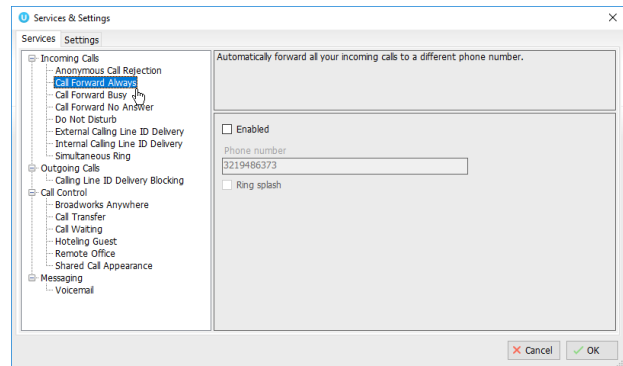 Services & Settings
Services Settings
Incoming Calls
Anonymous Call Rejection
Call Forward Always
Call Forward Busy
Call Forward No Answer
Do Not Disturb
External Calling Line ID Delivery
Internal Calling Line ID Delivery
Simultaneous Ring
Outgoing Calls
Calling Line ID Delivery Blocking
Call Control
Broadworks Anywhere
Call Transfer
Call Waiting
Hoteling Guest
Remote Office
Shared Call Appearance
Messaging
Voicemail
Automatically forward all your incoming calls to a different phone number.
Enabled
Phone number
3219486373
Ring splash
Cancel OK